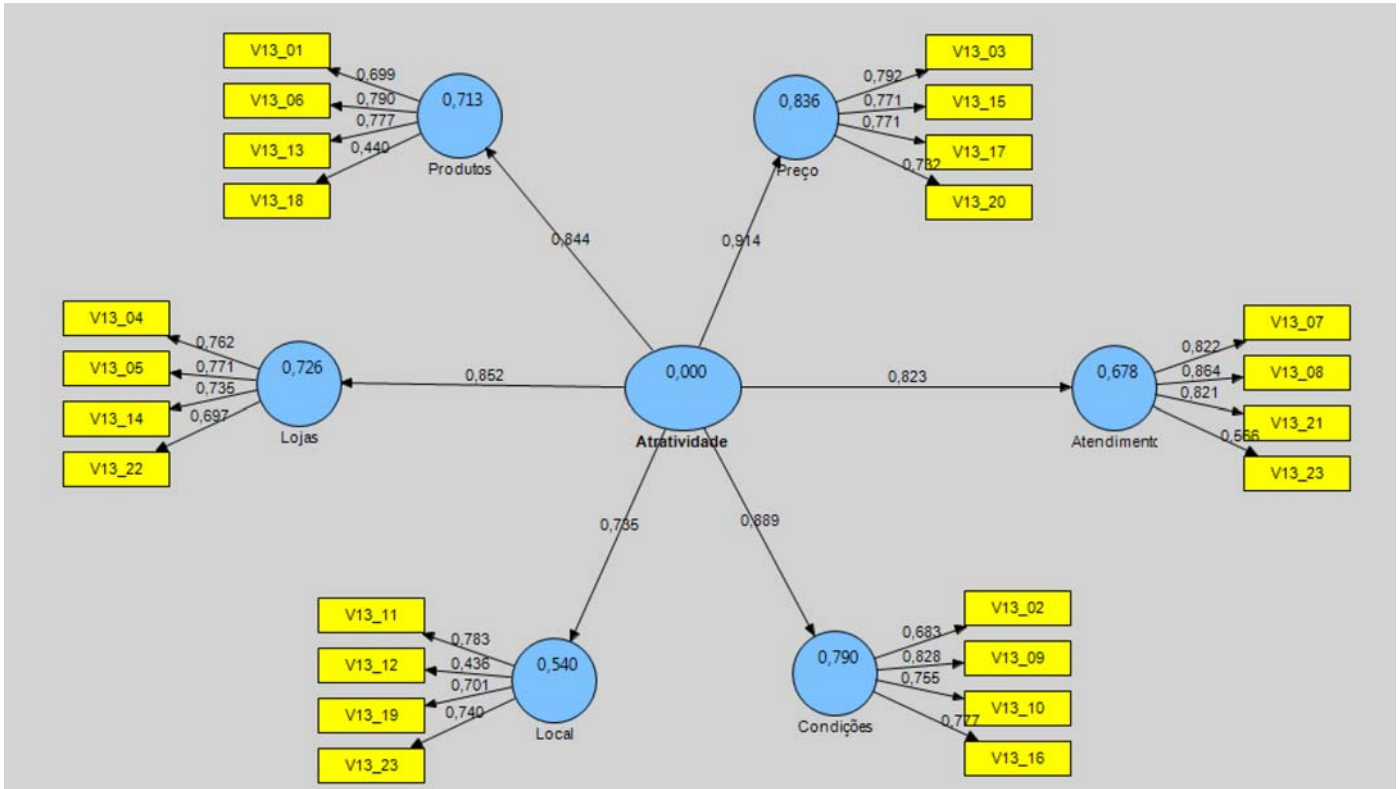 V13_01
0,699
V13_06
0,790
V13_13
0,777
V13_18
0,440
0,713
Produtos
V13_03
0,792
V13_15
0,771
V13_17
0,771
V13_20
0,732
0,836
Preço
0,844
0,914
V13_04
0,762
V13_05
0,771
V13_14
0,735
V13_22
0,697
0,726
Lojas
0,852
0,000
Atratividade
0,823
0,678
Atendimento
V13_07
0,822
V13_08
0,864
V13_21
0,821
V13_23
0,566
0,735
0,889
V13_11
0,783
V13_12
0,436
V13_19
0,701
V13_23
0,740
0,540
Local
V13_02
0,683
V13_09
0,828
V13_10
0,755
V13_16
0,777
0,790
Condições